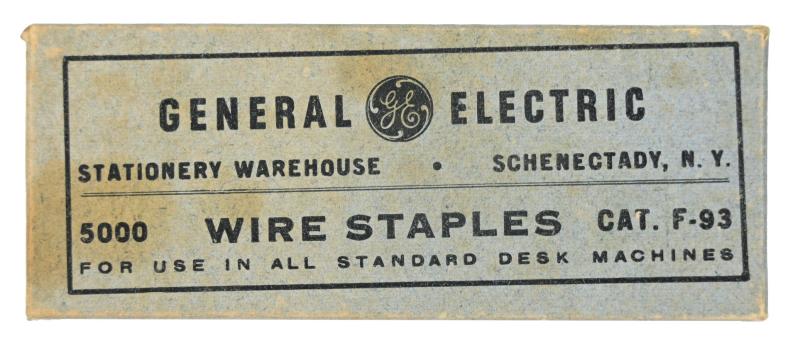 GENERAL GE ELECTRIC
STATIONERY WAREHOUSE • SCHENECTADY, N. Y.
5000 WIRE STAPLES CAT. F-93
FOR USE IN ALL STANDARD DESK MACHINES